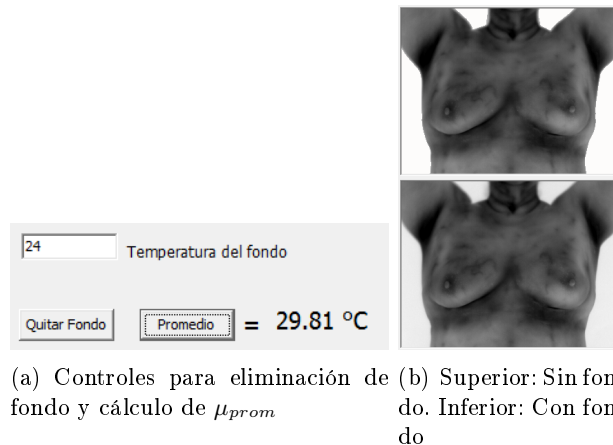 24
Temperatura del fondo
Quitar Fondo
Promedio
= 29.81 ºC
(a) Controles para eliminación de
fondo y cálculo de μprom
(b) Superior: Sin fon
do. Inferior: Con fon
do